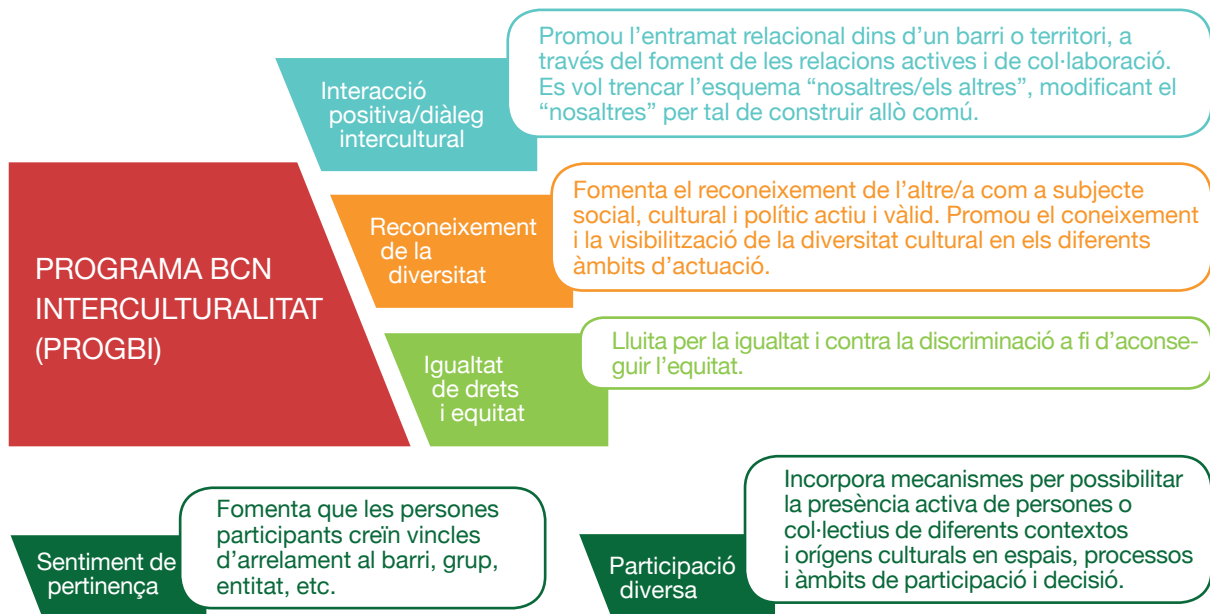 PROGRAMA BCN
INTERCULTURALITAT
(PROGBI)
Interacció
positiva/diàleg
intercultural
Promou l’entramat relacional dins d’un barri o territori, a
través del foment de les relacions actives i de col·laboració.
Es vol trencar l’esquema “nosaltres/els altres”, modificant el
“nosaltres” per tal de construir allò comú.
Reconeixement
de la
diversitat
Fomenta el reconeixement de l’altre/a com a subjecte
social, cultural i polític actiu i vàlid. Promou el coneixement
i la visibilització de la diversitat cultural en els diferents
àmbits d’actuació.
Igualtat
de drets
i equitat
Lluita per la igualtat i contra la discriminació a fi d’aconse-
guir l’equitat.
Sentiment de
pertinença
Fomenta que les persones
participants creïn vincles
d’arrelament al barri, grup,
entitat, etc.
Participació
diversa
Incorpora mecanismes per possibilitar
la presència activa de persones o
col·lectius de diferents contextos
i orígens culturals en espais, processos
i àmbits de participació i decisió.